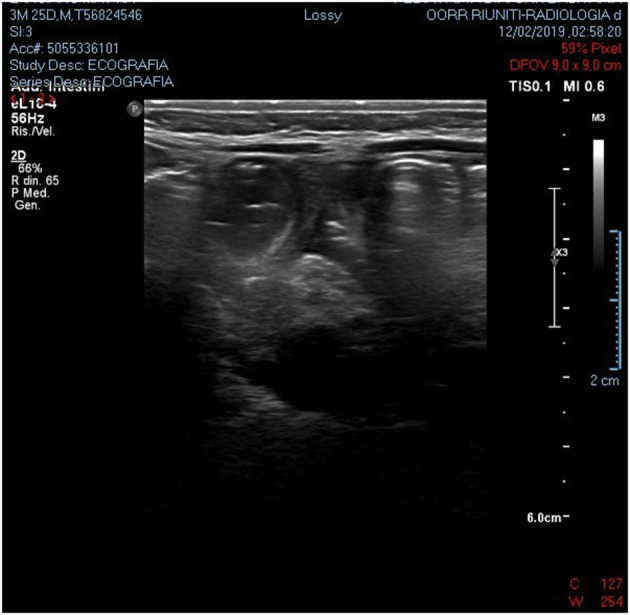 3M 25D,M,T56824546
Lossy
OORR RIUNITI-RADIOLOGIA d
SI:3
12/02/2019, 02:58:20
Acc#: 5055336101
59% Pixel
Study Desc: ECOGRAFIA
DFOV 9,0 x 9,0 cm
Series Desc: ECOGRAFIA
TIS0.1 MI 0.6
56Hz
Ris./Vel.
M3
2D
66%
R din. 65
P Med.
Gen.
P
X3
2 cm
6.0cm
C 127
W 254